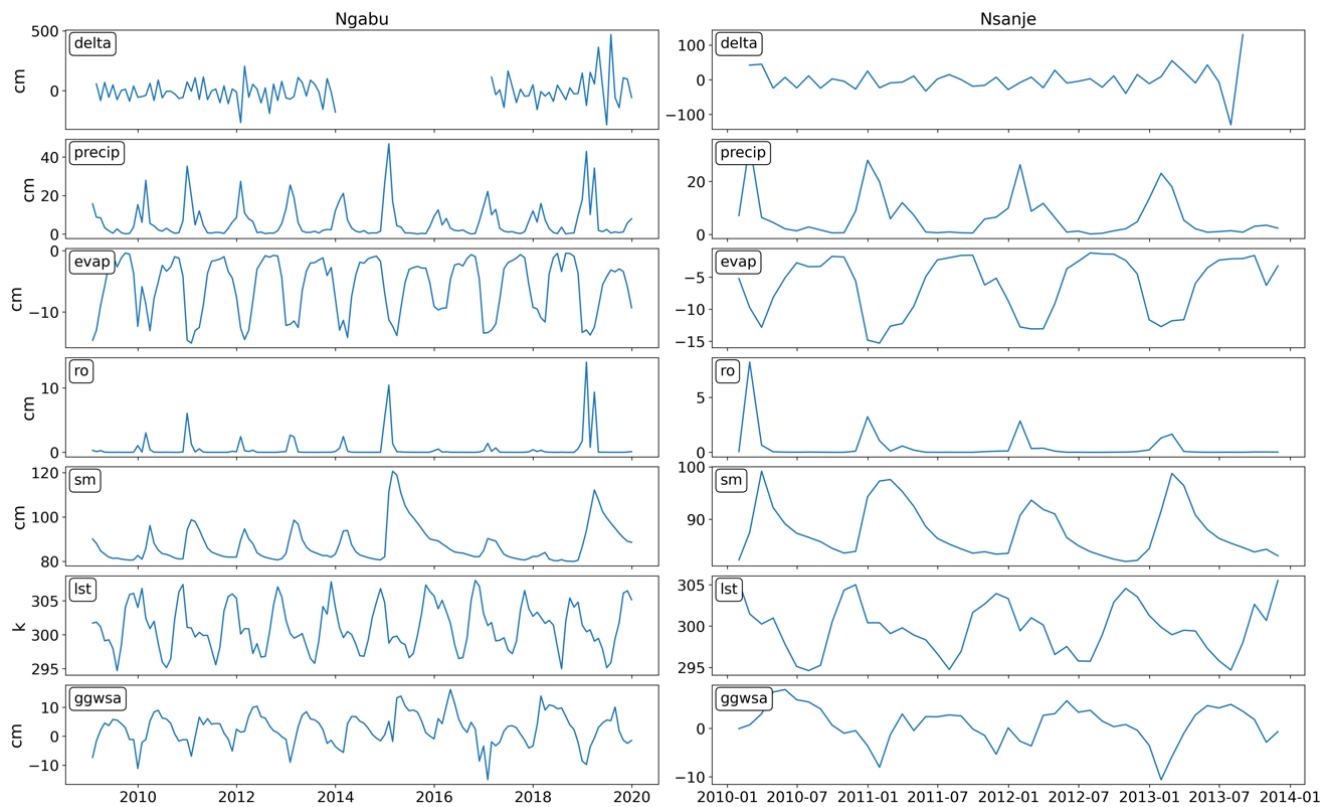 Ngabu
Nsanje
delta
cm
500
0
delta
100
0
−100
precip
cm
40
20
0
precip
20
0
evap
cm
0
−10
evap
−5
−10
−15
ro
cm
10
0
ro
5
0
sm
cm
120
100
80
sm
100
90
lst
k
305
300
295
lst
305
300
295
ggwsa
cm
10
0
−10
ggwsa
0
−10
2010 2012 2014 2016 2018 2020
2010-01 2010-07 2011-01 2011-07 2012-01 2012-07 2013-01 2013-07 2014-01